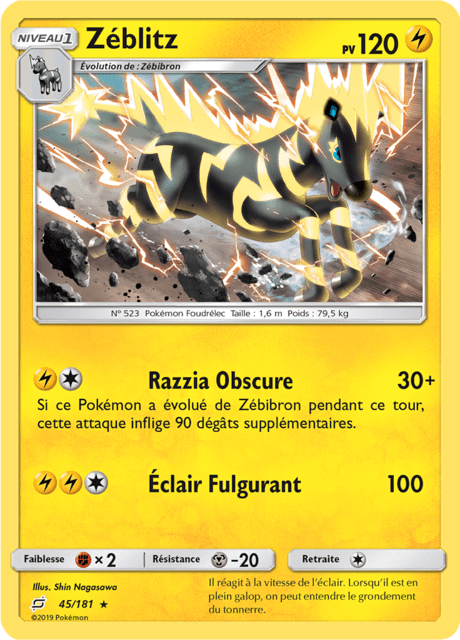 NIVEAU 1
Zéblitz
PV 120
Évolution de : Zébibron
N° 523 Pokémon Foudrélec Taille : 1,6 m Poids : 79,5 kg
Razzia Obscure 30+
Si ce Pokémon a évolué de Zébibron pendant ce tour,
cette attaque inflige 90 dégâts supplémentaires.
Éclair Fulgurant 100
Faiblesse ×2 Résistance -20 Retraite
Illus. Shin Nagasawa
45/181 ★
©2019 Pokémon
Il réagit à la vitesse de l'éclair. Lorsqu'il est en
plein galop, on peut entendre le grondement
du tonnerre.